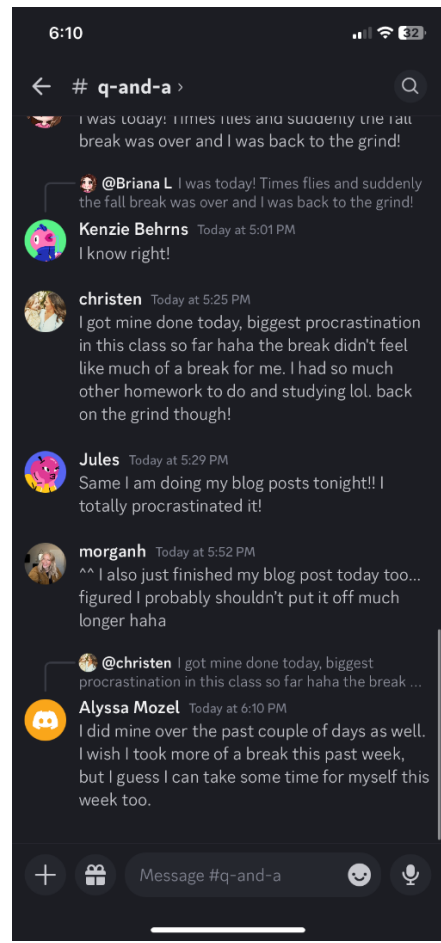 6:10
32
# q-and-a ›
I was today! Times flies and suddenly the fall
break was over and I was back to the grind!
@Briana L I was today! Times flies and suddenly
the fall break was over and I was back to the grind!
Kenzie Behrns Today at 5:01 PM
I know right!
christen Today at 5:25 PM
I got mine done today, biggest procrastination
in this class so far haha the break didn't feel
like much of a break for me. I had so much
other homework to do and studying lol. back
on the grind though!
Jules Today at 5:29 PM
Same I am doing my blog posts tonight!! I
totally procrastinated it!
morganh Today at 5:52 PM
^^ I also just finished my blog post today too...
figured I probably shouldn't put it off much
longer haha
@christen I got mine done today, biggest
procrastination in this class so far haha the break ...
Alyssa Mozel Today at 6:10 PM
I did mine over the past couple of days as well.
I wish I took more of a break this past week,
but I guess I can take some time for myself this
week too.
Message #q-and-a